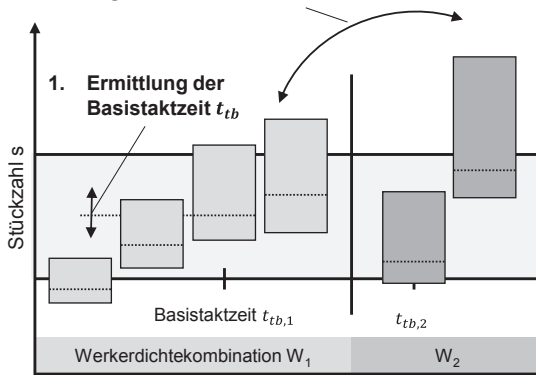 1. Ermittlung der
Basistaktzeit t_tb
Stückzahl s
Basistaktzeit t_tb,1
t_tb,2
Werkerdichtekombination W_1
W_2